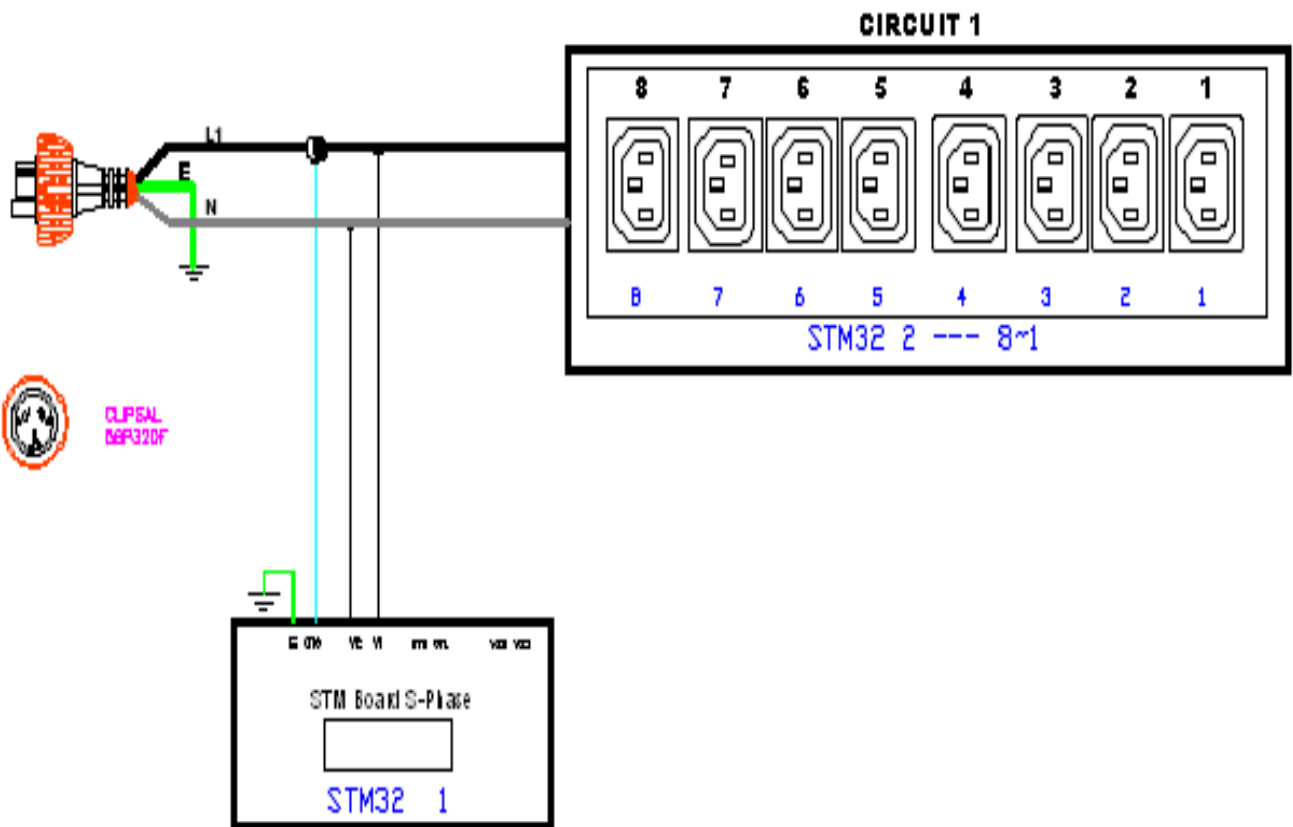 CIRCUIT 1
8 7 6 5 4 3 2 1
L1
E
N
8 7 6 5 4 3 2 1
STM32 2 --- 8~1
CLIPSAL
STM Board S-Phase
STM32 1